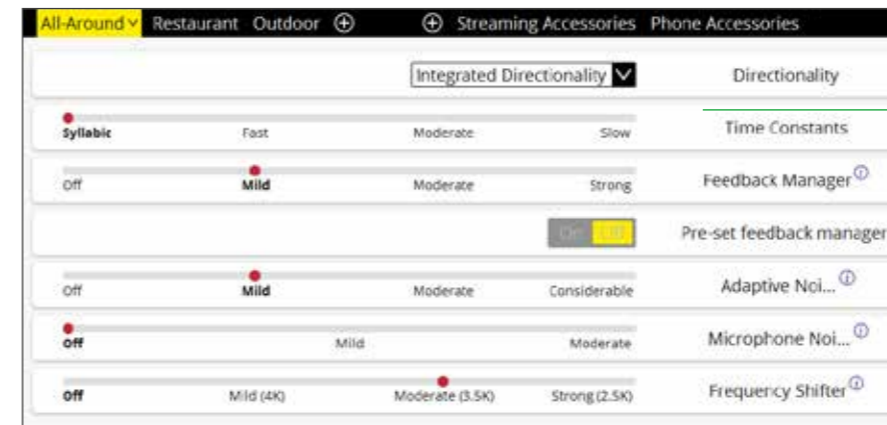 All-Around Restaurant Outdoor Streaming Accessories Phone Accessories
Integrated Directionality Directionality
Syllabic Fast Moderate Slow Time Constants
Off Mild Moderate Strong Feedback Manager
On Off Pre-set feedback manager
Off Mild Moderate Considerable Adaptive Noi...
Off Mild Moderate Microphone Noi...
Off Mild (4K) Moderate (3.5K) Strong (2.5K) Frequency Shifter